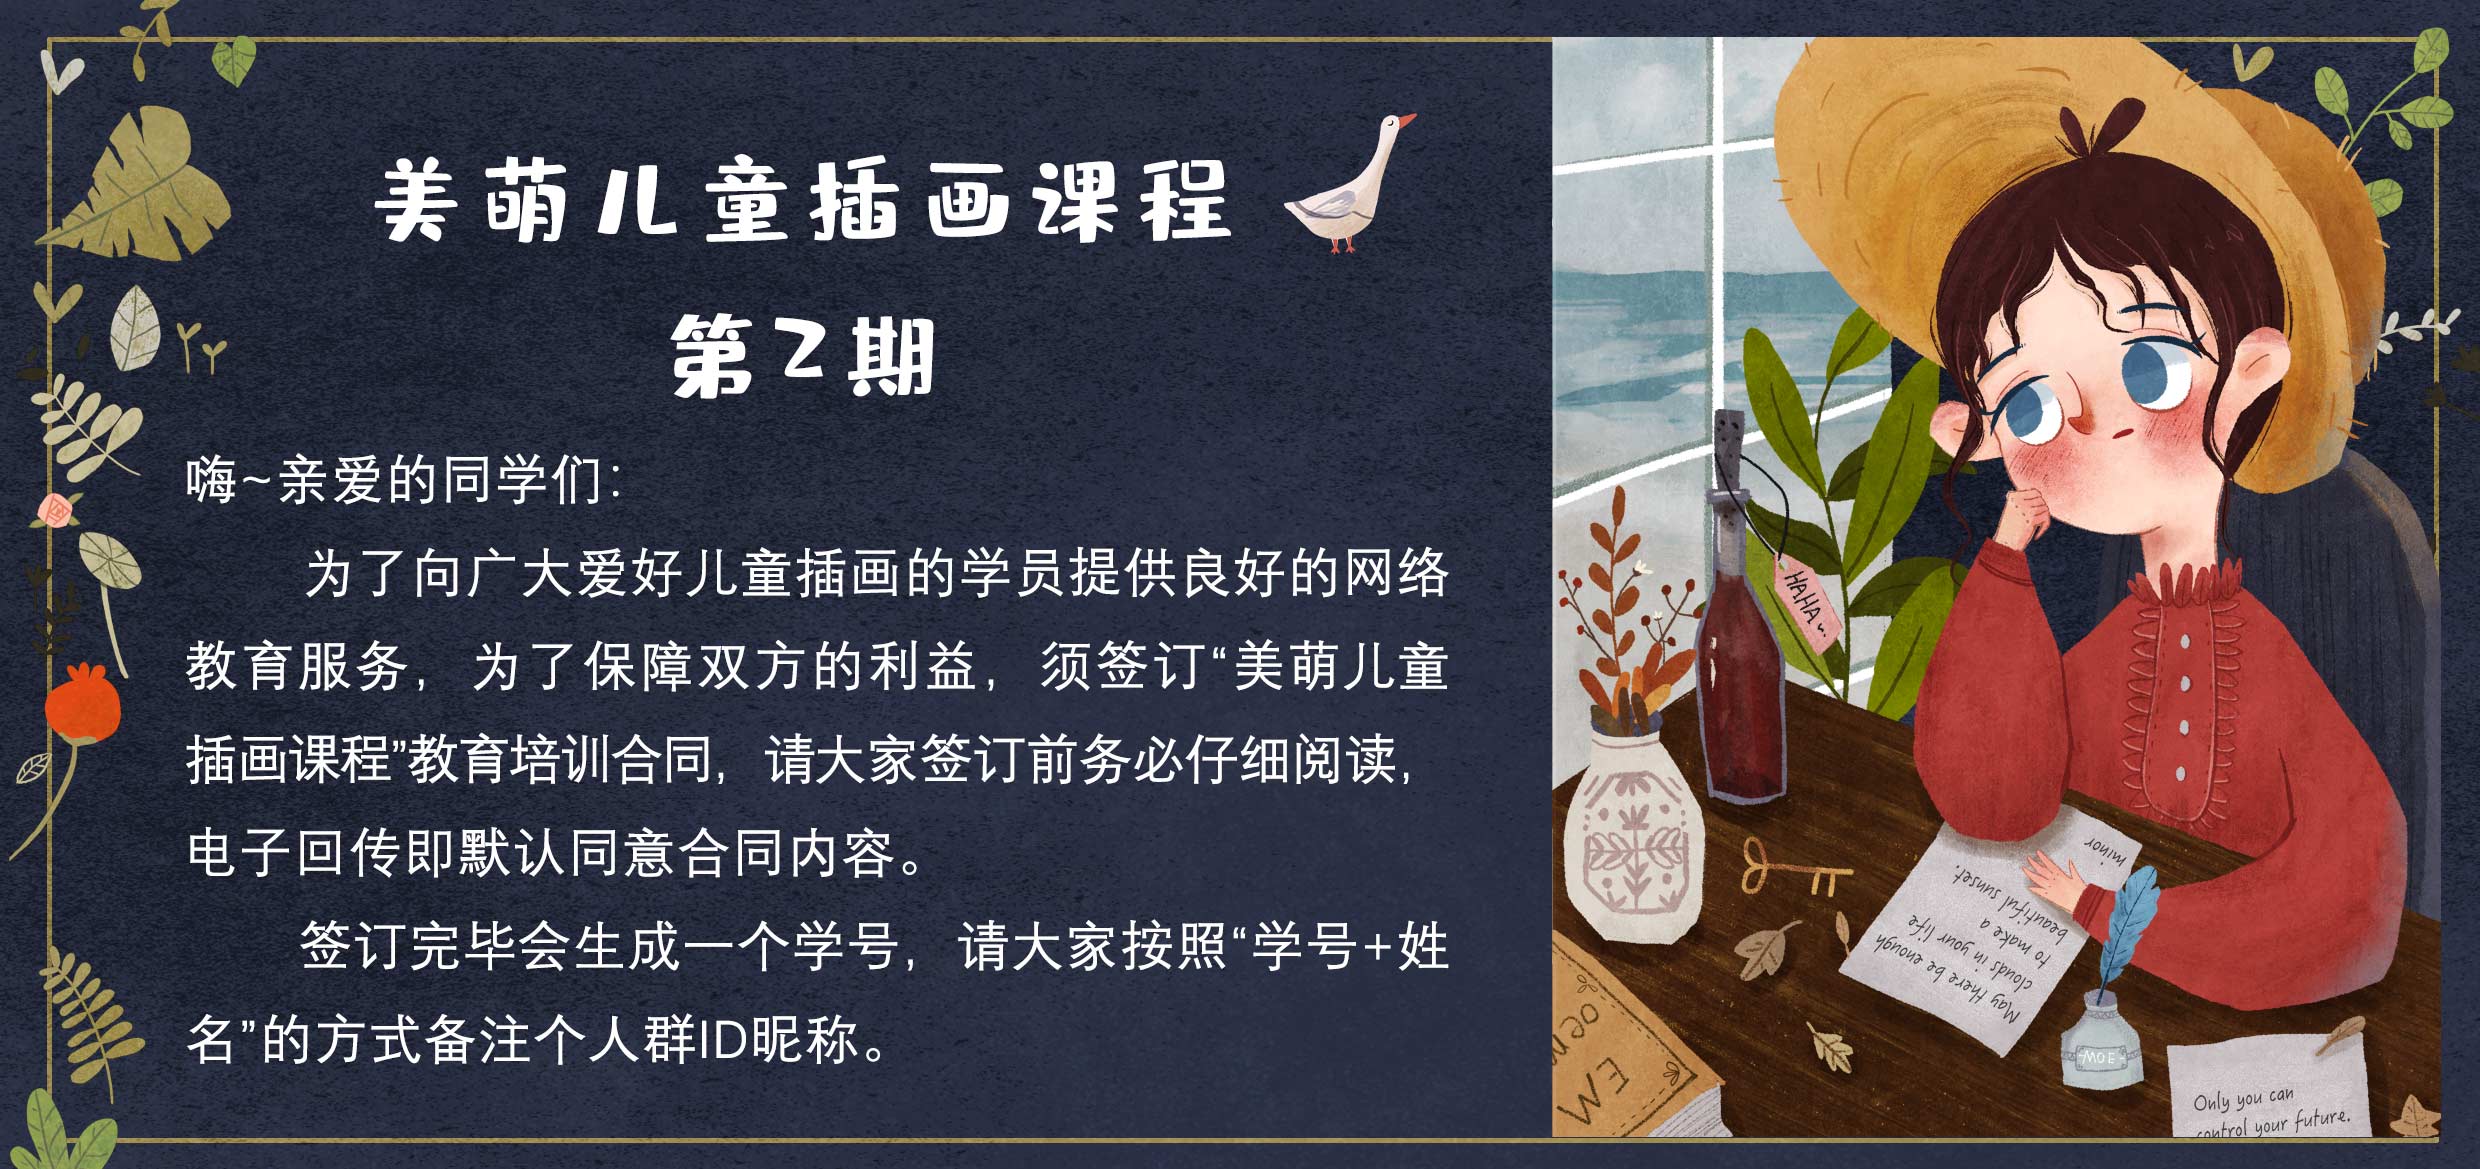 美萌儿童插画课程
第2期
嗨~亲爱的同学们:
为了向广大爱好儿童插画的学员提供良好的网络
教育服务，为了保障双方的利益，须签订“美萌儿童
插画课程”教育培训合同，请大家签订前务必仔细阅读，
电子回传即默认同意合同内容。
签订完毕会生成一个学号，请大家按照“学号+姓
名”的方式备注个人群ID昵称。
HAHA~
May there be enough
clouds in your life
to make a
beautiful sunset.
minor
MOE
Only you can
control your future.